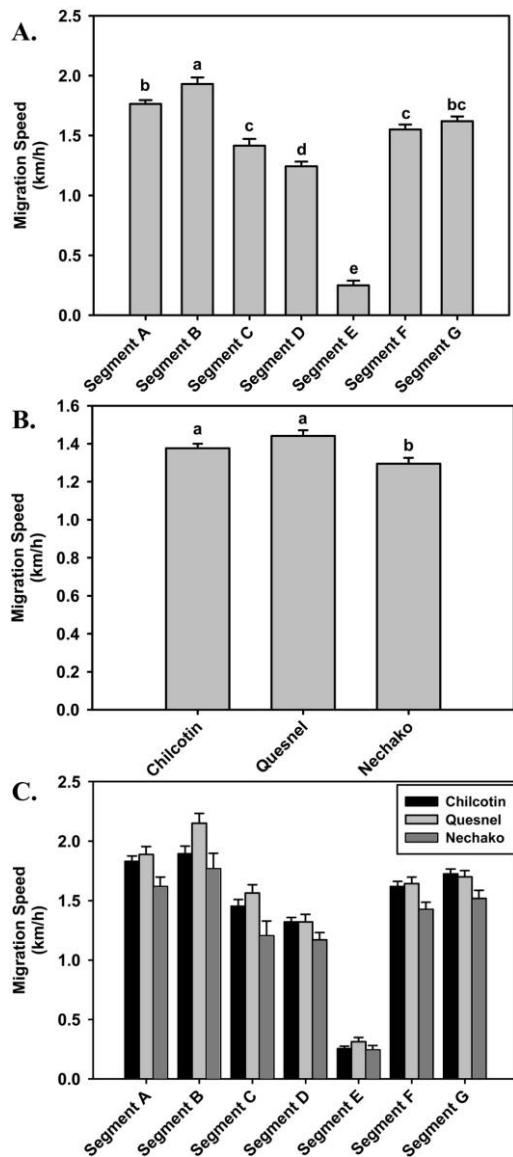 A.
Migration Speed
(km/h)
2.5
2.0
1.5
1.0
0.5
0.0
b
a
c
d
e
c
bc
Segment A
Segment B
Segment C
Segment D
Segment E
Segment F
Segment G
B.
Migration Speed
(km/h)
1.6
1.4
1.2
1.0
0.8
0.6
0.4
0.2
0.0
a
a
b
Chilcotin
Quesnel
Nechako
C.
Migration Speed
(km/h)
2.5
2.0
1.5
1.0
0.5
0.0
Chilcotin
Quesnel
Nechako
Segment A
Segment B
Segment C
Segment D
Segment E
Segment F
Segment G